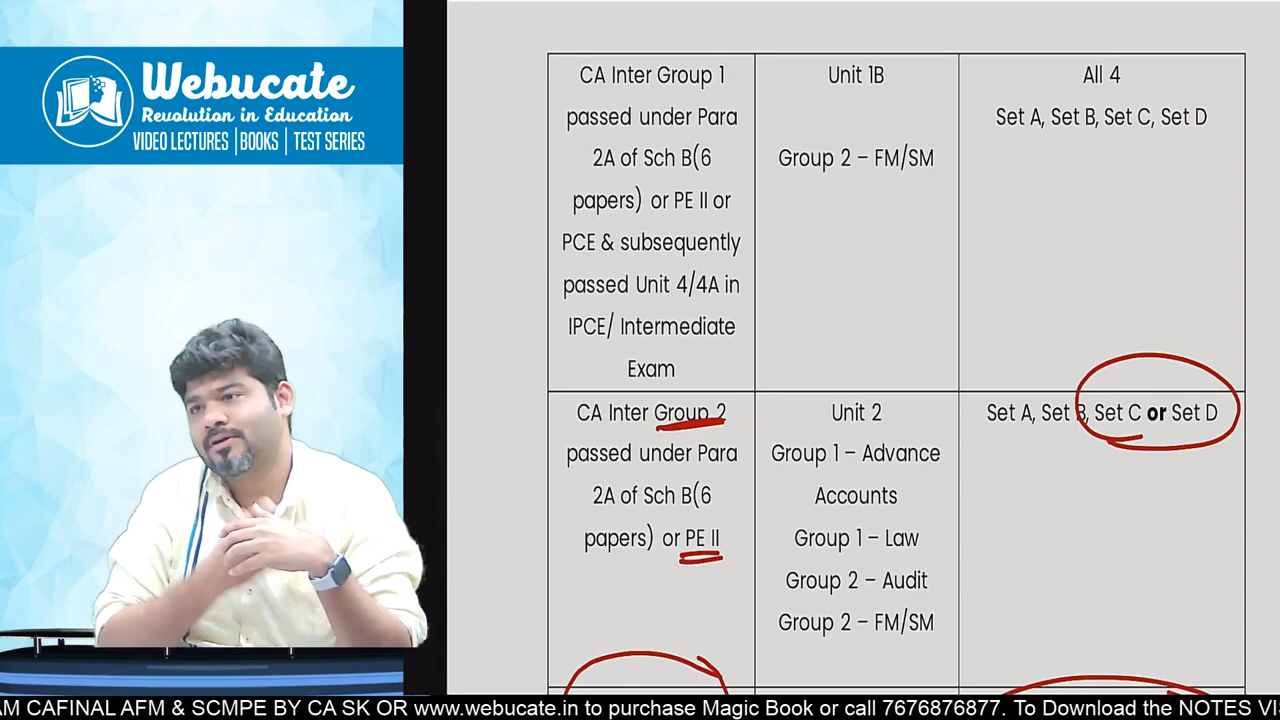 Webucate
Revolution in Education
VIDEO LECTURES | BOOKS | TEST SERIES
CA Inter Group 1
passed under Para
2A of Sch B(6
papers) or PE II or
PCE & subsequently
passed Unit 4/4A in
IPCE/ Intermediate
Exam
Unit 1B
Group 2 – FM/SM
All 4
Set A, Set B, Set C, Set D
CA Inter Group 2
passed under Para
2A of Sch B(6
papers) or PE II
Unit 2
Group 1 – Advance
Accounts
Group 1 – Law
Group 2 – Audit
Group 2 – FM/SM
Set A, Set B, Set C or Set D
AM CAFINAL AFM & SCMPE BY CA SK OR www.webucate.in to purchase Magic Book or call 7676876877. To Download the NOTES VI